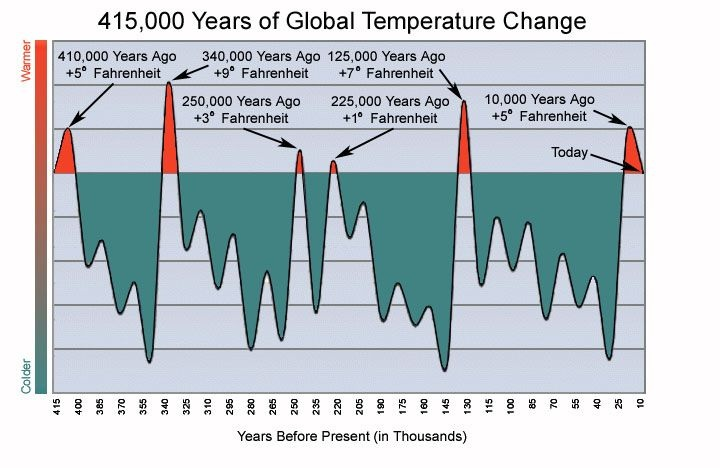 415,000 Years of Global Temperature Change
Warmer
Colder
410,000 Years Ago
+5° Fahrenheit
340,000 Years Ago
+9° Fahrenheit
125,000 Years Ago
+7° Fahrenheit
250,000 Years Ago
+3° Fahrenheit
225,000 Years Ago
+1° Fahrenheit
10,000 Years Ago
+5° Fahrenheit
Today
415 400 385 370 355 340 325 310 295 280 265 250 235 220 205 190 175 160 145 130 115 100 85 70 55 40 25 10
Years Before Present (in Thousands)